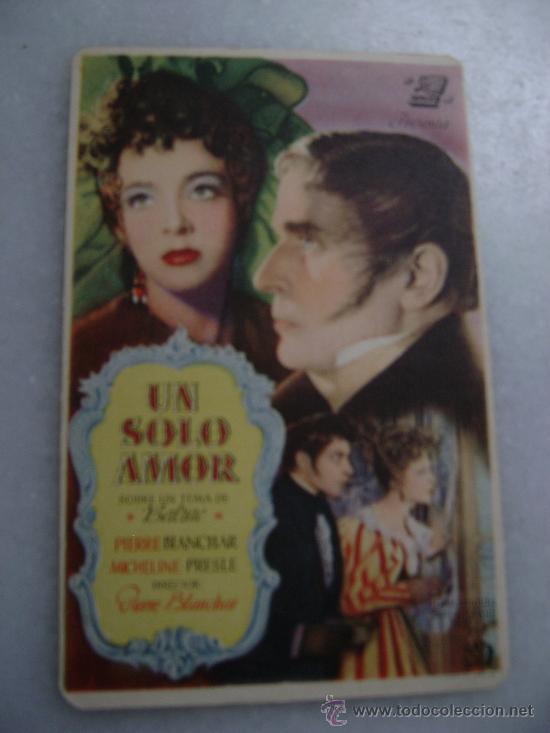 Presenta
UN
SOLO
AMOR
SOBRE UN TEMA DE
Balzac
PIERRE BLANCHAR
MICHELINE PRESLE
DIRECTOR
Pierre Blanchar
todocoleccion
www.todocoleccion.net